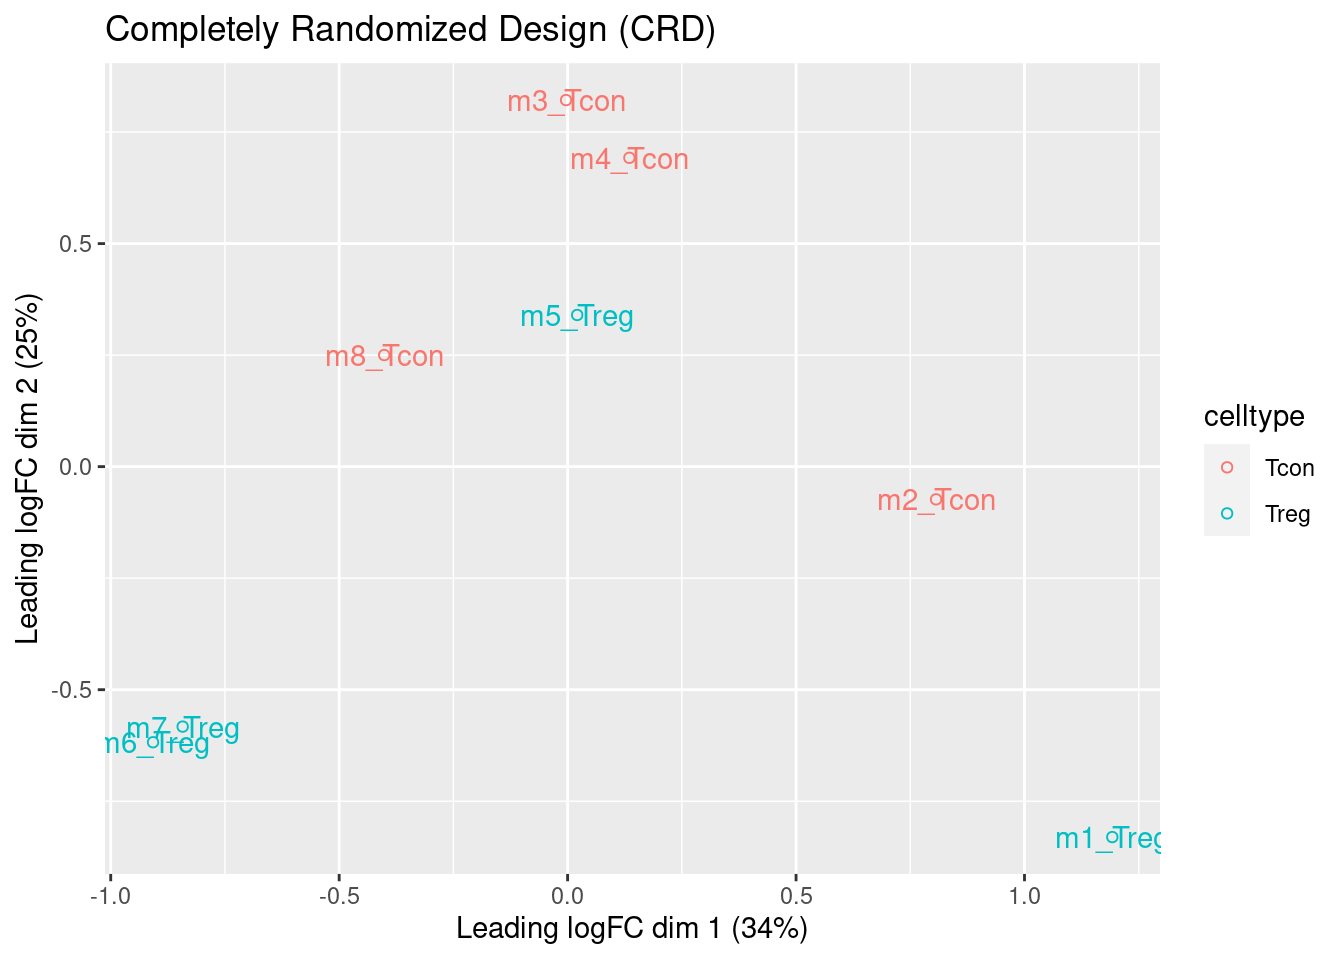 Completely Randomized Design (CRD)
m3_Tcon
m4_Tcon
0.5
m5_Treg
m8_Tcon
Leading logFC dim 2 (25%)
celltype
0.0
Tcon
m2_Tcon
Treg
-0.5
m7_Treg
m6_Treg
m1_Treg
-1.0 -0.5 0.0 0.5 1.0
Leading logFC dim 1 (34%)